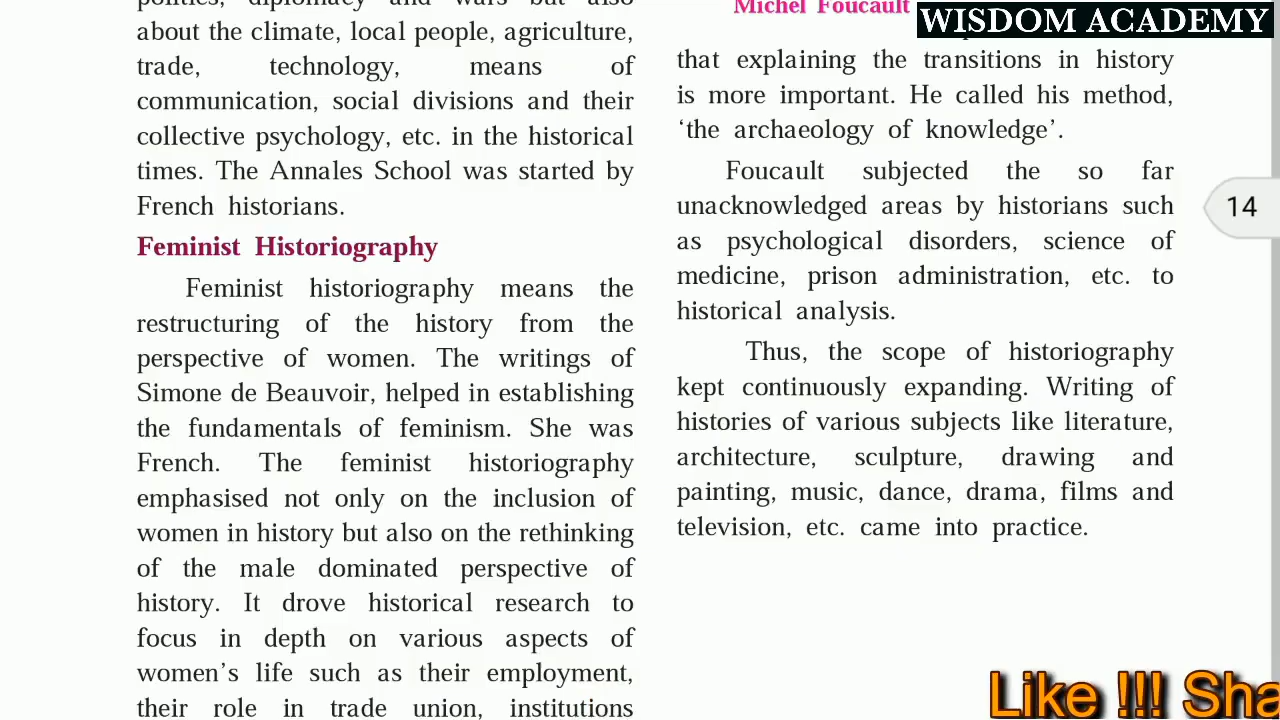 politics, diplomacy and wars but also
about the climate, local people, agriculture,
trade, technology, means of
communication, social divisions and their
collective psychology, etc. in the historical
times. The Annales School was started by
French historians.
Feminist Historiography
Feminist historiography means the
restructuring of the history from the
perspective of women. The writings of
Simone de Beauvoir, helped in establishing
the fundamentals of feminism. She was
French. The feminist historiography
emphasised not only on the inclusion of
women in history but also on the rethinking
of the male dominated perspective of
history. It drove historical research to
focus in depth on various aspects of
women's life such as their employment,
their role in trade union, institutions
Michel Foucault
WISDOM ACADEMY
that explaining the transitions in history
is more important. He called his method,
‘the archaeology of knowledge’.
Foucault subjected the so far
unacknowledged areas by historians such
as psychological disorders, science of
medicine, prison administration, etc. to
historical analysis.
Thus, the scope of historiography
kept continuously expanding. Writing of
histories of various subjects like literature,
architecture, sculpture, drawing and
painting, music, dance, drama, films and
television, etc. came into practice.
14
Like !!! Sha